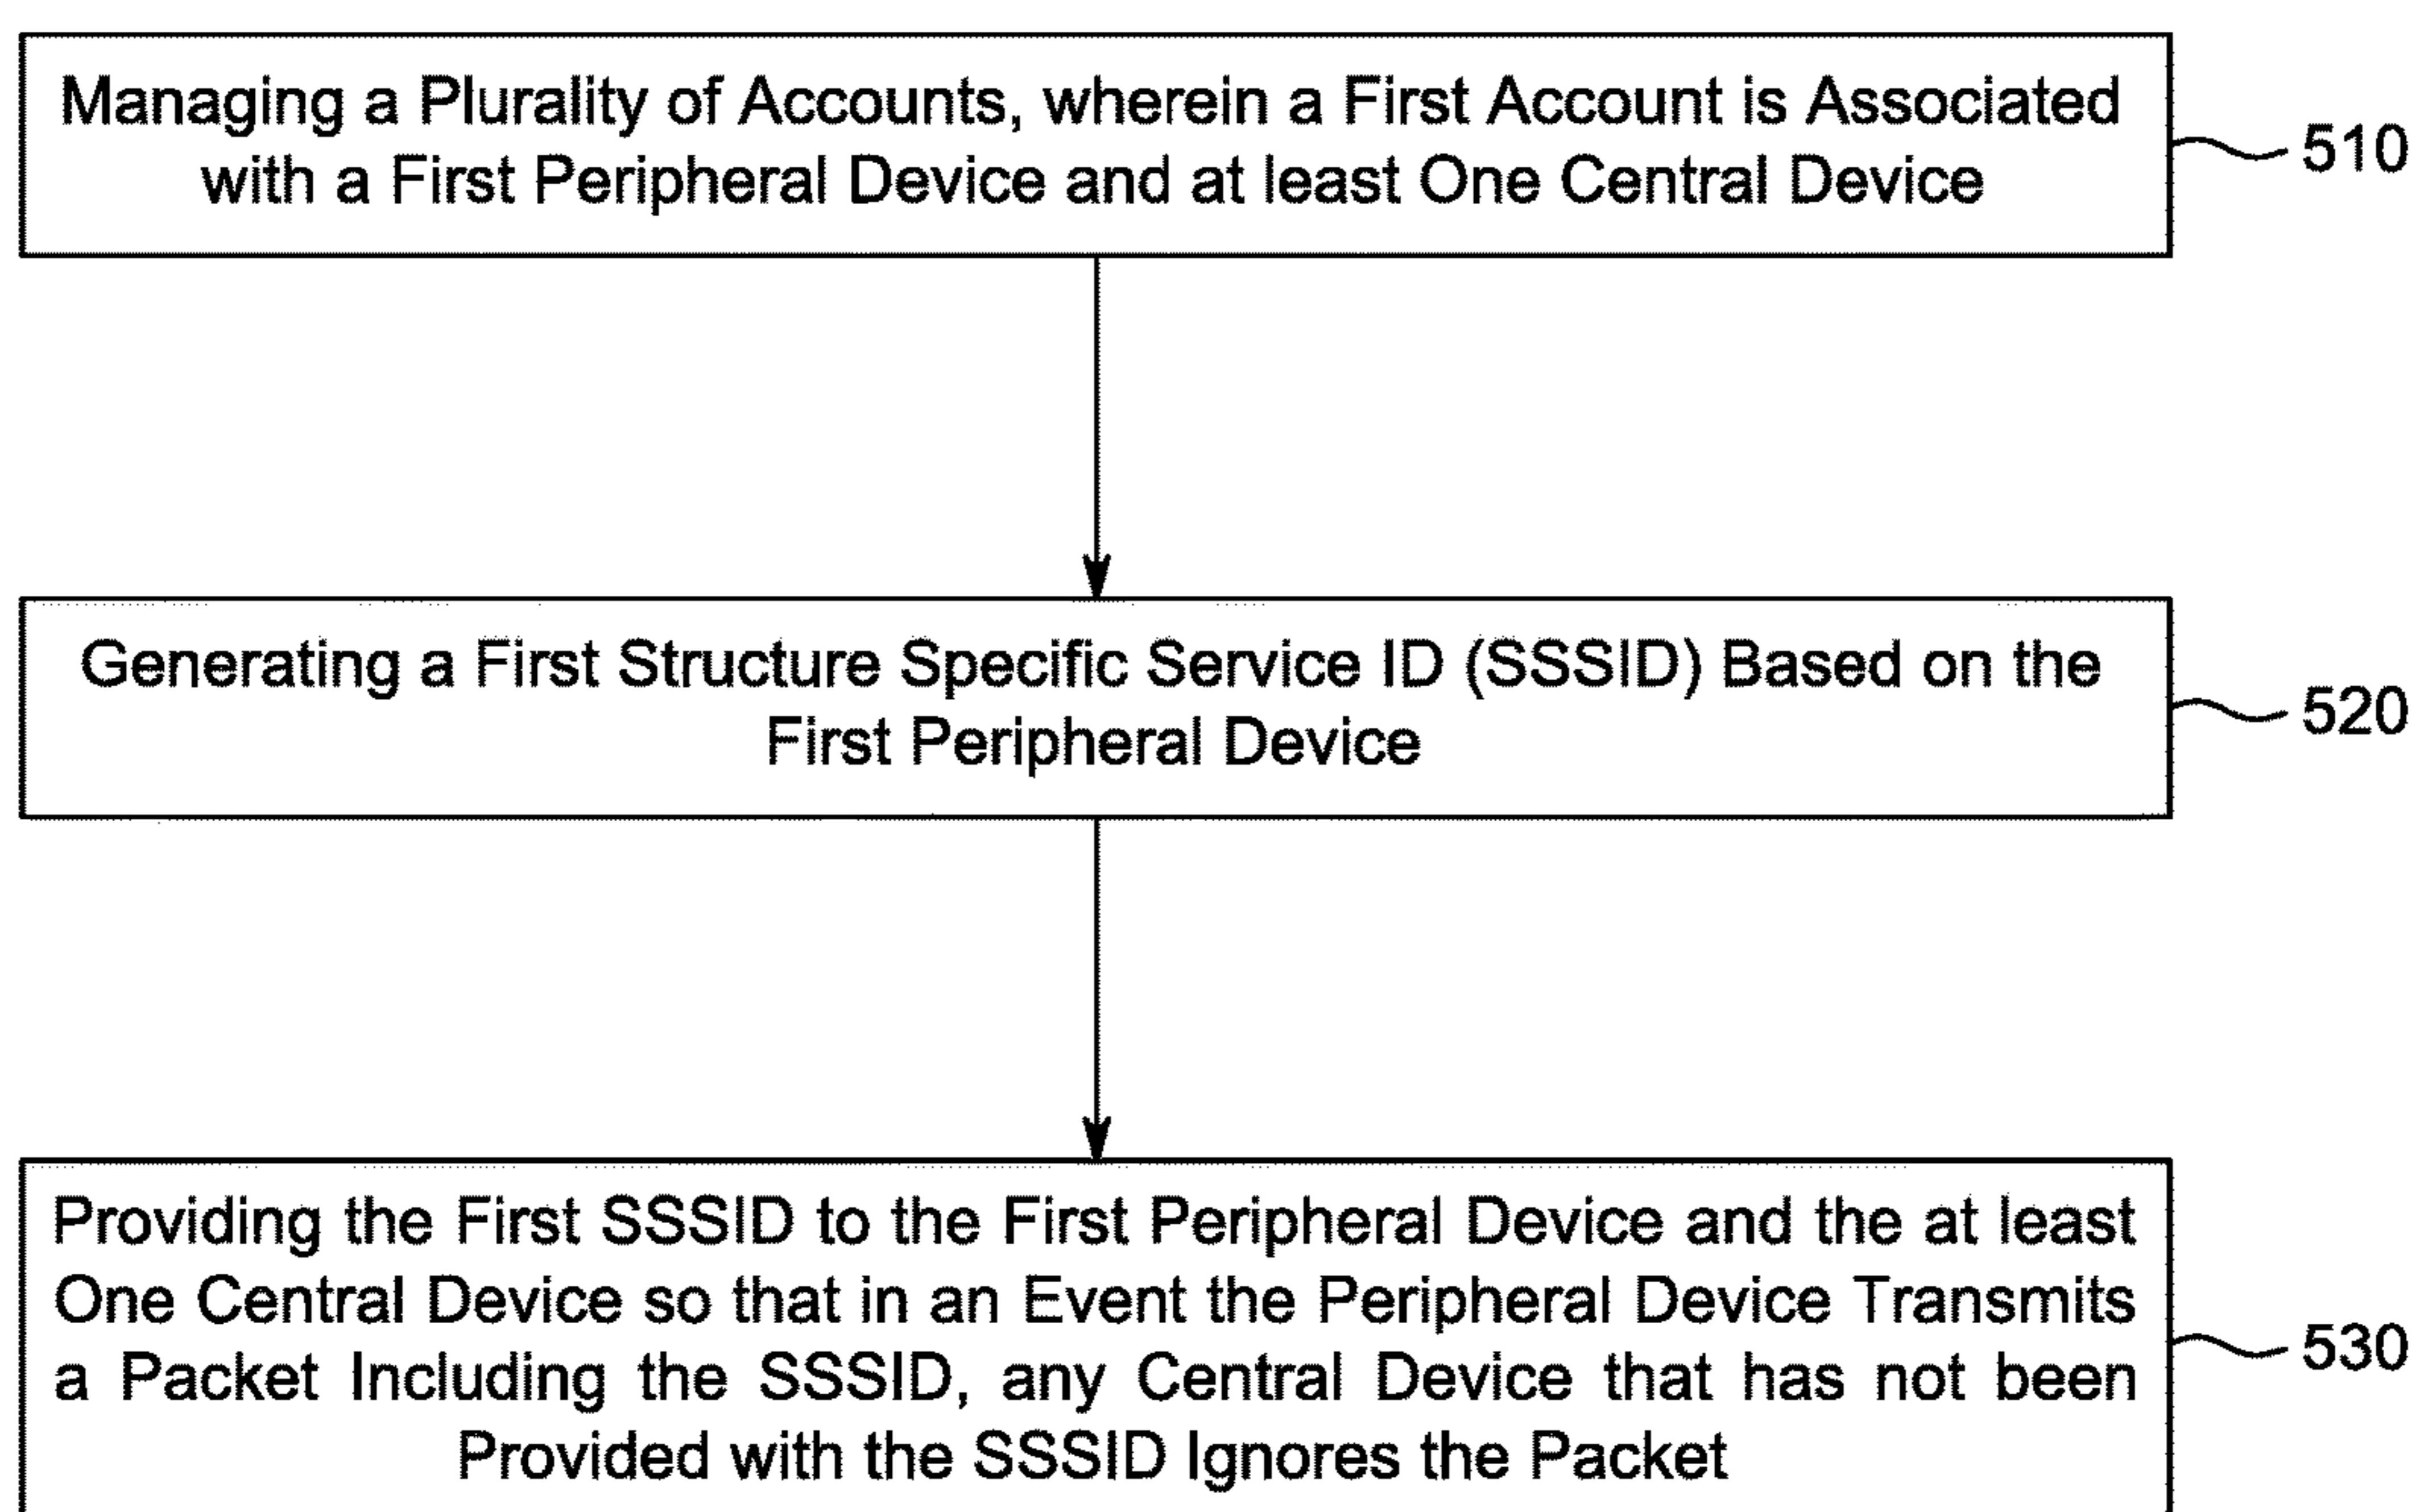 Managing a Plurality of Accounts, wherein a First Account is Associated
with a First Peripheral Device and at least One Central Device
510
Generating a First Structure Specific Service ID (SSSID) Based on the
First Peripheral Device
520
Providing the First SSSID to the First Peripheral Device and the at least
One Central Device so that in an Event the Peripheral Device Transmits
a Packet Including the SSSID, any Central Device that has not been
Provided with the SSSID Ignores the Packet
530